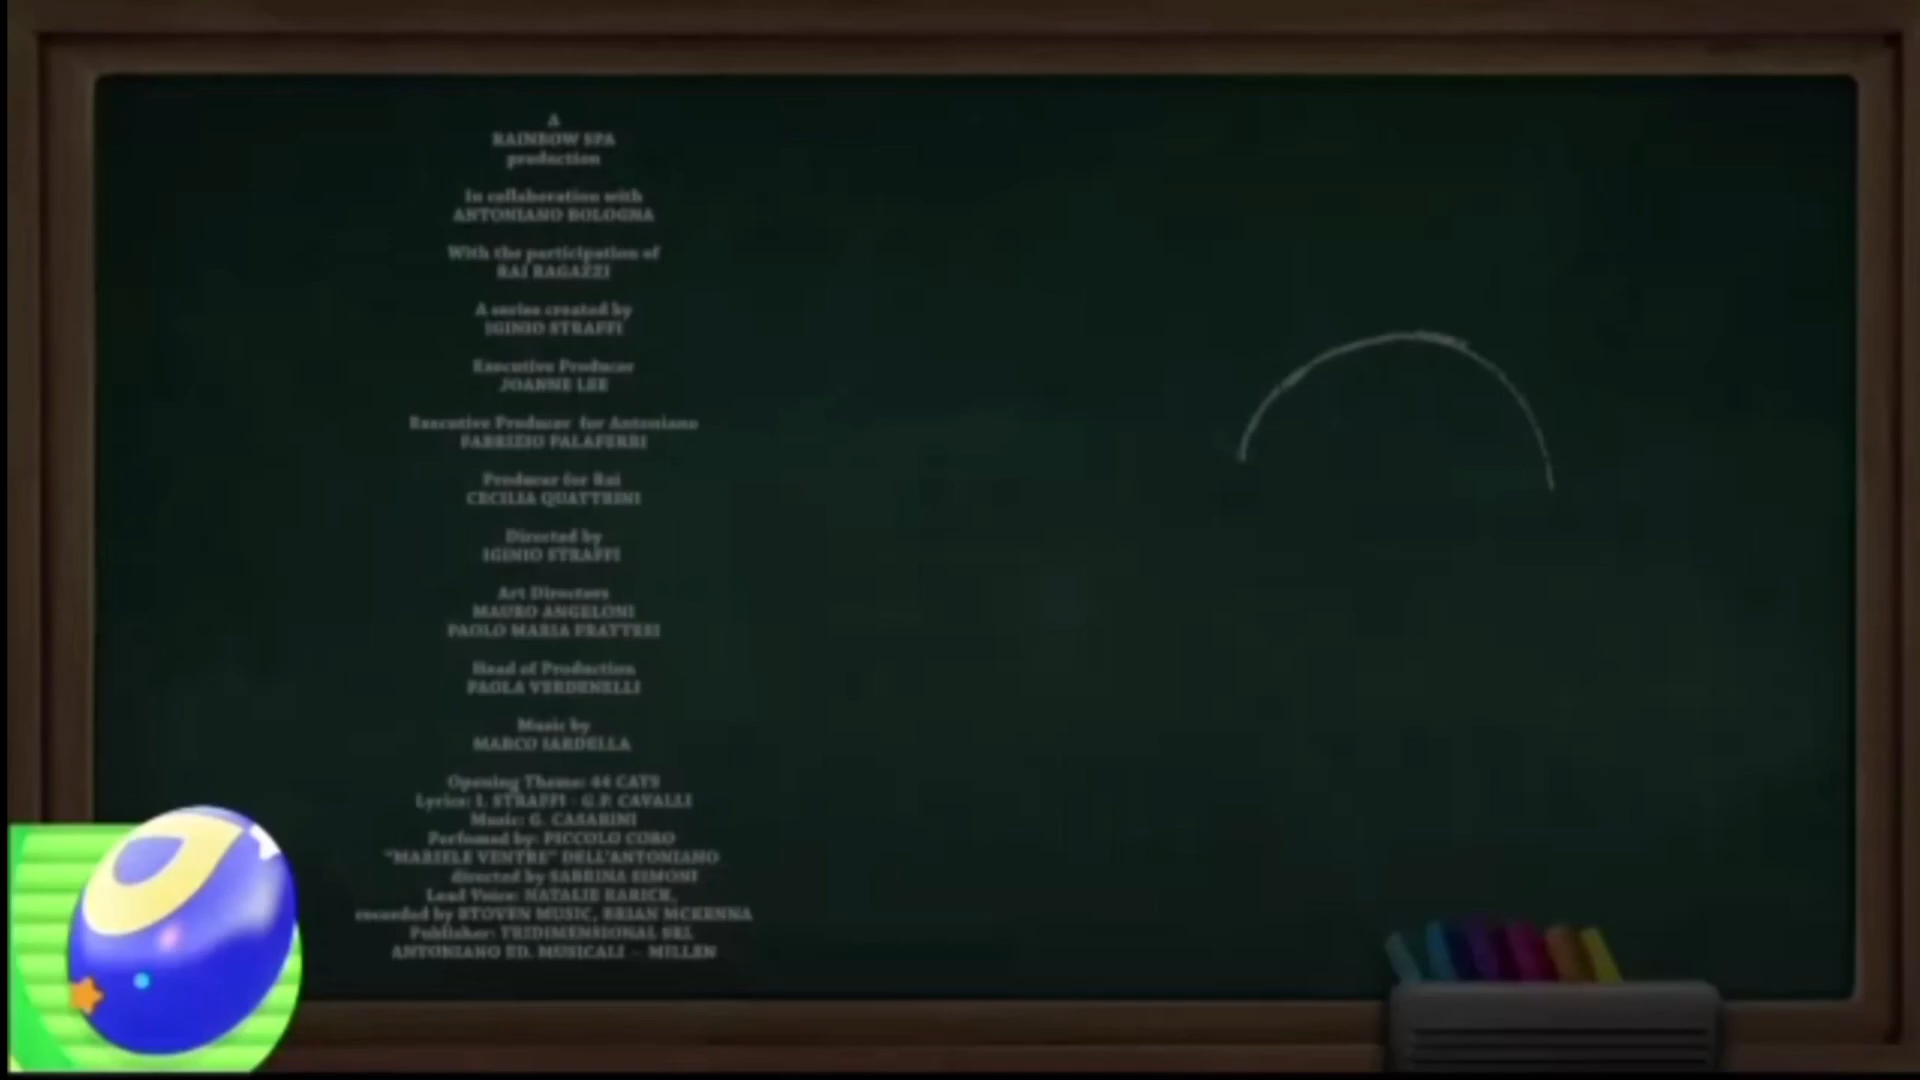 A
RAINBOW SPA
production
In collaboration with
ANTONIANO BOLOGNA
With the participation of
RAI RAGAZZI
A series created by
IGINIO STRAFFI
Executive Producer
JOANNE LEE
Executive Producer for Antoniano
FABRIZIO PALAFERRI
Producer for Rai
CECILIA QUATTRINI
Directed by
IGINIO STRAFFI
Art Directors
MAURO ANGELONI
PAOLO MARIA FRATTESI
Head of Production
PAOLA VERDENELLI
Music by
MARCO IARDELLA
Opening Theme: 44 CATS
Lyrics: I. STRAFFI - G.P. CAVALLI
Music: G. CASARINI
Perfomed by: PICCOLO CORO
"MARIELE VENTRE" DELL'ANTONIANO
directed by SABRINA SIMONI
Lead Voice: NATALIE RARICK,
recorded by STOVEN MUSIC, BRIAN MCKENNA
Publisher: TRIDIMENSIONAL SRL
ANTONIANO ED. MUSICALI - MILLEN